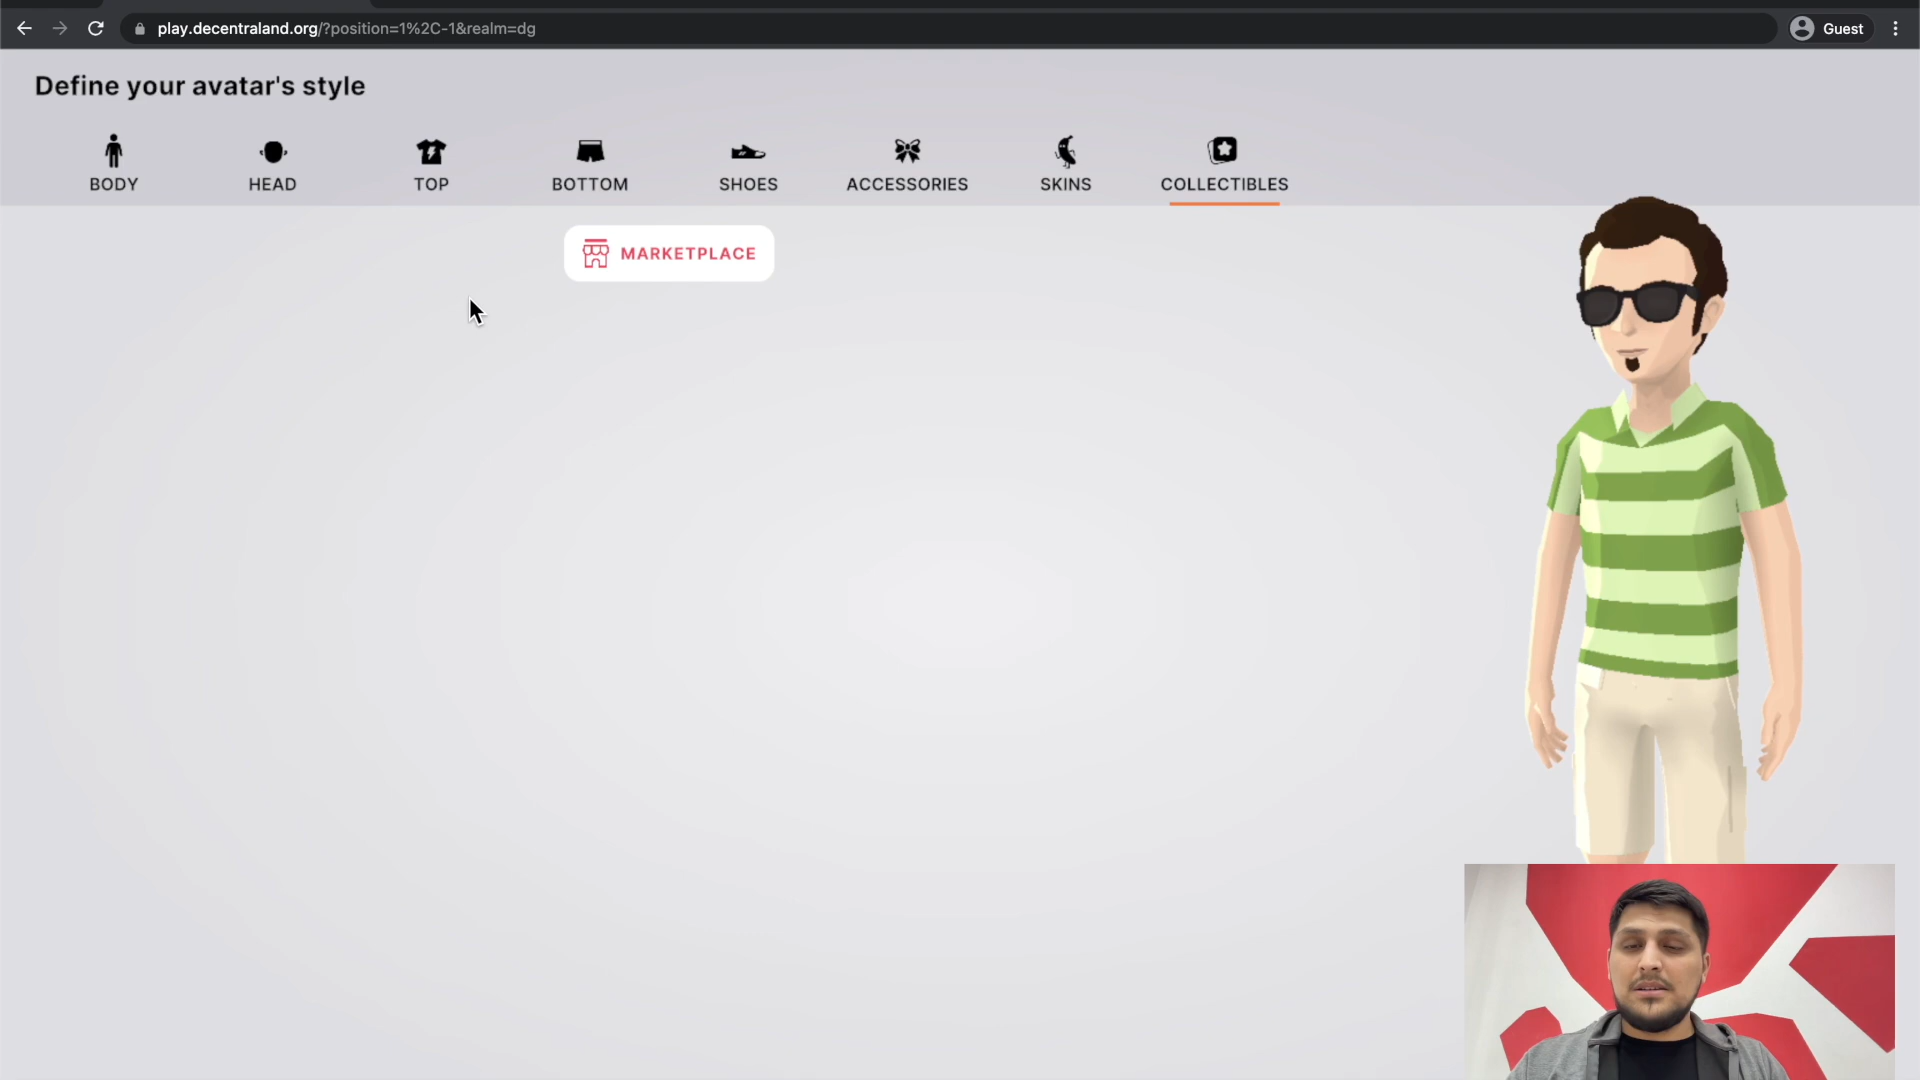 play.decentraland.org/?position=1%2C-1&realm=dg
Guest
Define your avatar's style
BODY
HEAD
TOP
BOTTOM
SHOES
ACCESSORIES
SKINS
COLLECTIBLES
MARKETPLACE